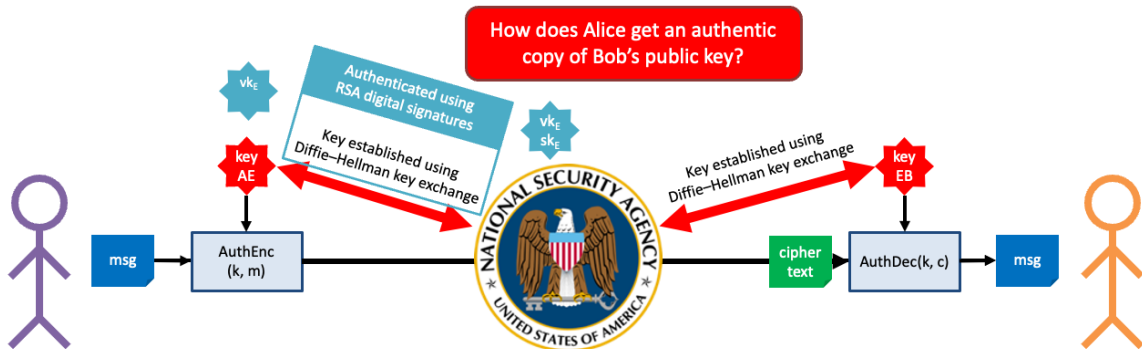 How does Alice get an authentic
copy of Bob's public key?
vkE
Authenticated using
RSA digital signatures
vkE
skE
Key established using
Diffie–Hellman key exchange
key
AE
Key established using
Diffie–Hellman key exchange
key
EB
NATIONAL SECURITY AGENCY
UNITED STATES OF AMERICA
msg
AuthEnc
(k, m)
cipher
text
AuthDec(k, c)
msg